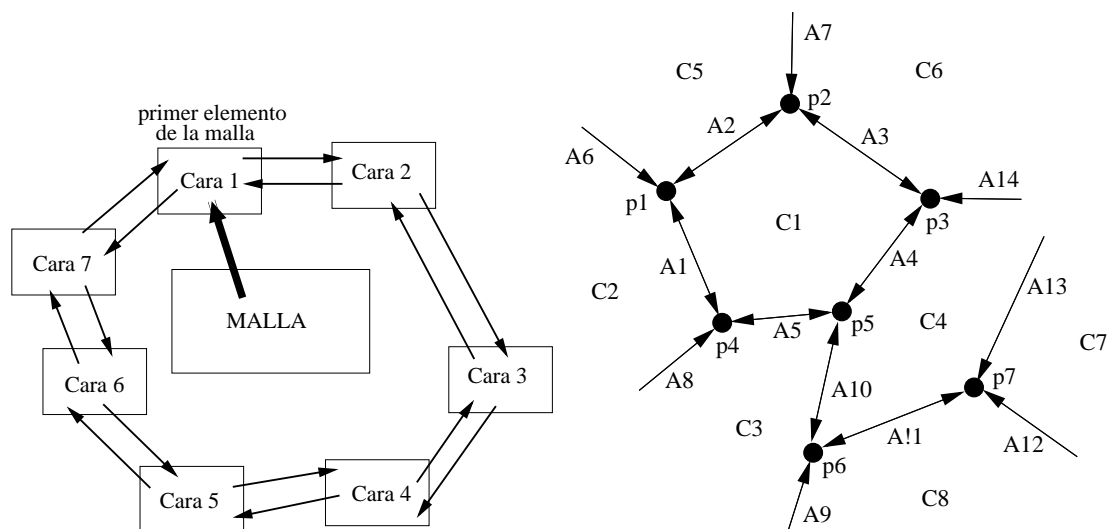 primer elemento
de la malla
Cara 1
Cara 2
Cara 7
MALLA
Cara 3
Cara 6
Cara 5
Cara 4
A7
C5
C6
p2
A2
A3
A6
p1
A14
p3
C1
A1
A4
C2
A13
p5
C4
A5
p4
C7
A8
p7
A10
C3
A!1
A12
p6
C8
A9